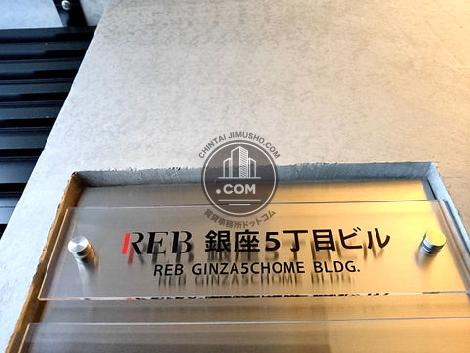 CHINTAI JIMUSHO.COM
.COM
賃貸事務所ドットコム
REB 銀座5丁目ビル
REB GINZA5CHOME BLDG.